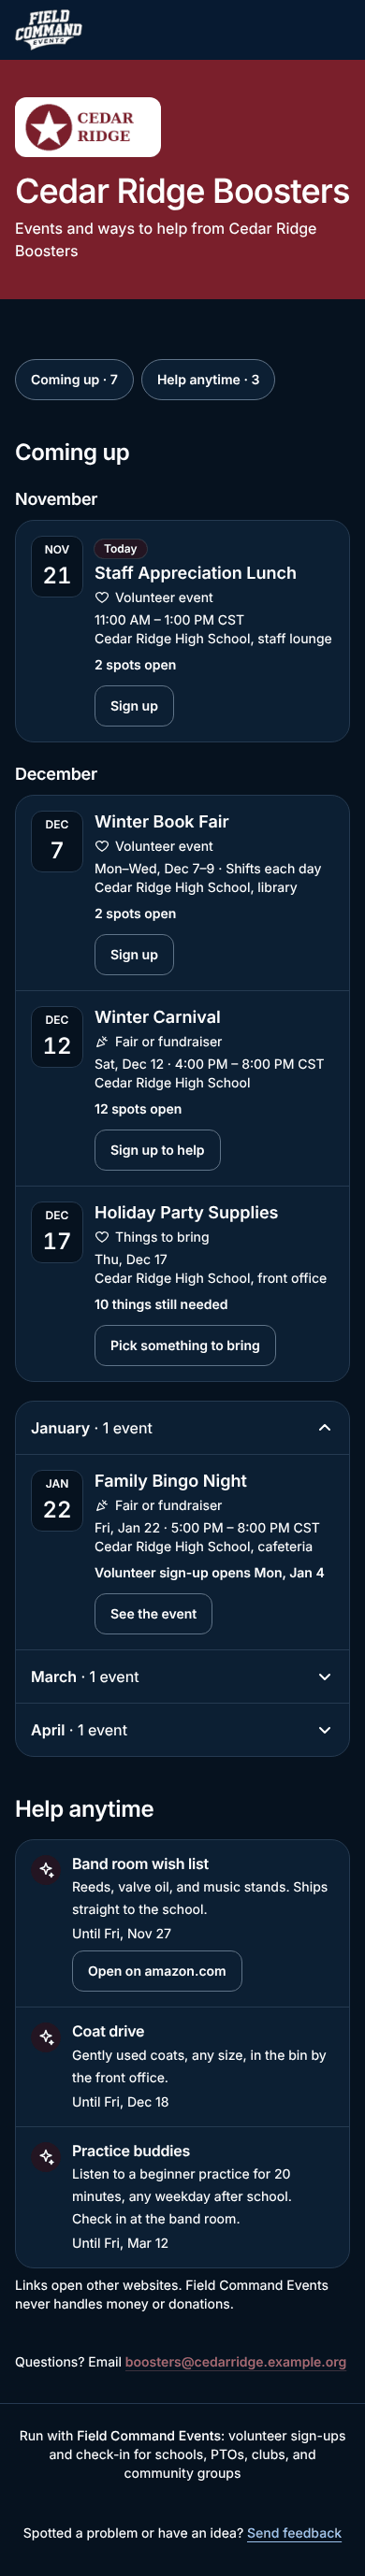 FIELD
COMMAND
EVENTS
CEDAR
RIDGE
Cedar Ridge Boosters
Events and ways to help from Cedar Ridge
Boosters
Coming up · 7
Help anytime · 3
Coming up
November
NOV
21
Today
Staff Appreciation Lunch
Volunteer event
11:00 AM – 1:00 PM CST
Cedar Ridge High School, staff lounge
2 spots open
Sign up
December
DEC
7
Winter Book Fair
Volunteer event
Mon–Wed, Dec 7–9 · Shifts each day
Cedar Ridge High School, library
2 spots open
Sign up
DEC
12
Winter Carnival
Fair or fundraiser
Sat, Dec 12 · 4:00 PM – 8:00 PM CST
Cedar Ridge High School
12 spots open
Sign up to help
DEC
17
Holiday Party Supplies
Things to bring
Thu, Dec 17
Cedar Ridge High School, front office
10 things still needed
Pick something to bring
January · 1 event
JAN
22
Family Bingo Night
Fair or fundraiser
Fri, Jan 22 · 5:00 PM – 8:00 PM CST
Cedar Ridge High School, cafeteria
Volunteer sign-up opens Mon, Jan 4
See the event
March · 1 event
April · 1 event
Help anytime
Band room wish list
Reeds, valve oil, and music stands. Ships
straight to the school.
Until Fri, Nov 27
Open on amazon.com
Coat drive
Gently used coats, any size, in the bin by
the front office.
Until Fri, Dec 18
Practice buddies
Listen to a beginner practice for 20
minutes, any weekday after school.
Check in at the band room.
Until Fri, Mar 12
Links open other websites. Field Command Events
never handles money or donations.
Questions? Email boosters@cedarridge.example.org
Run with Field Command Events: volunteer sign-ups
and check-in for schools, PTOs, clubs, and
community groups
Spotted a problem or have an idea? Send feedback